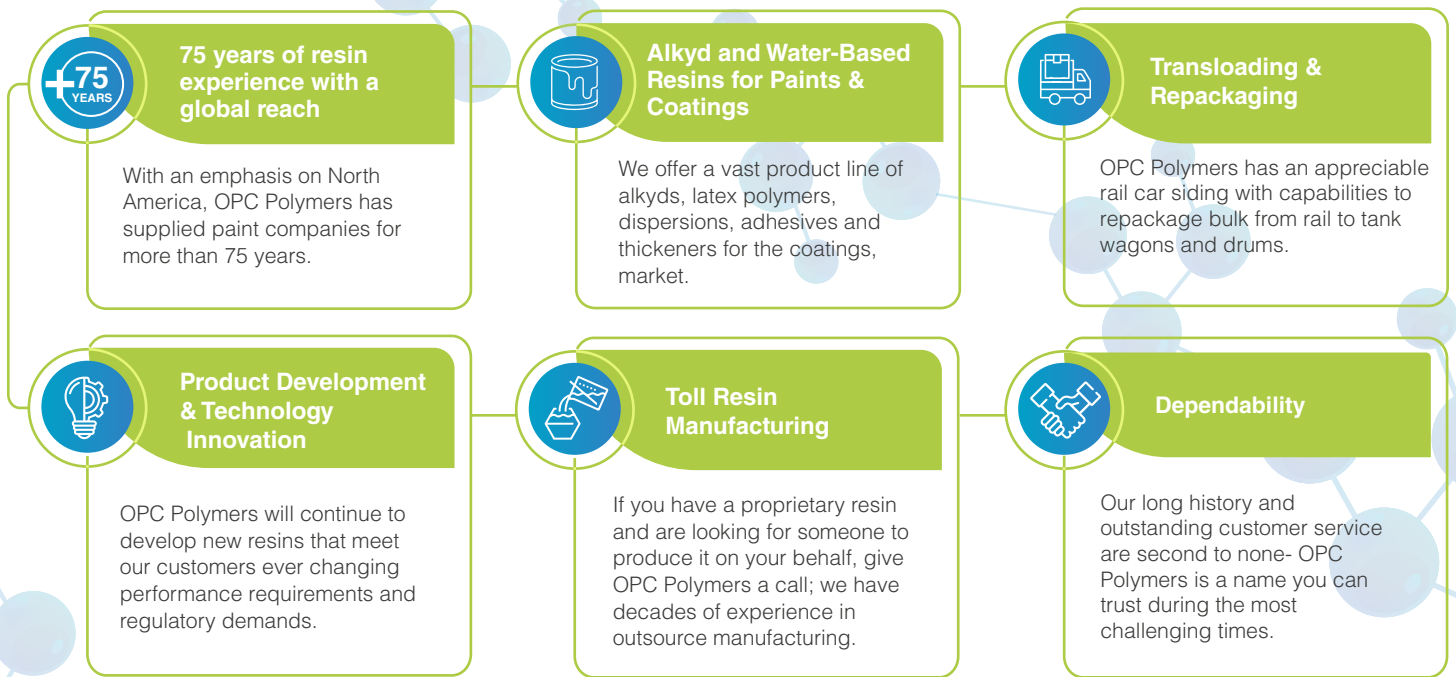 +75
YEARS
75 years of resin
experience with a
global reach
With an emphasis on North
America, OPC Polymers has
supplied paint companies for
more than 75 years.
Alkyd and Water-Based
Resins for Paints &
Coatings
We offer a vast product line of
alkyds, latex polymers,
dispersions, adhesives and
thickeners for the coatings,
market.
Transloading &
Repackaging
OPC Polymers has an appreciable
rail car siding with capabilities to
repackage bulk from rail to tank
wagons and drums.
Product Development
& Technology
Innovation
OPC Polymers will continue to
develop new resins that meet
our customers ever changing
performance requirements and
regulatory demands.
Toll Resin
Manufacturing
If you have a proprietary resin
and are looking for someone to
produce it on your behalf, give
OPC Polymers a call; we have
decades of experience in
outsource manufacturing.
Dependability
Our long history and
outstanding customer service
are second to none- OPC
Polymers is a name you can
trust during the most
challenging times.